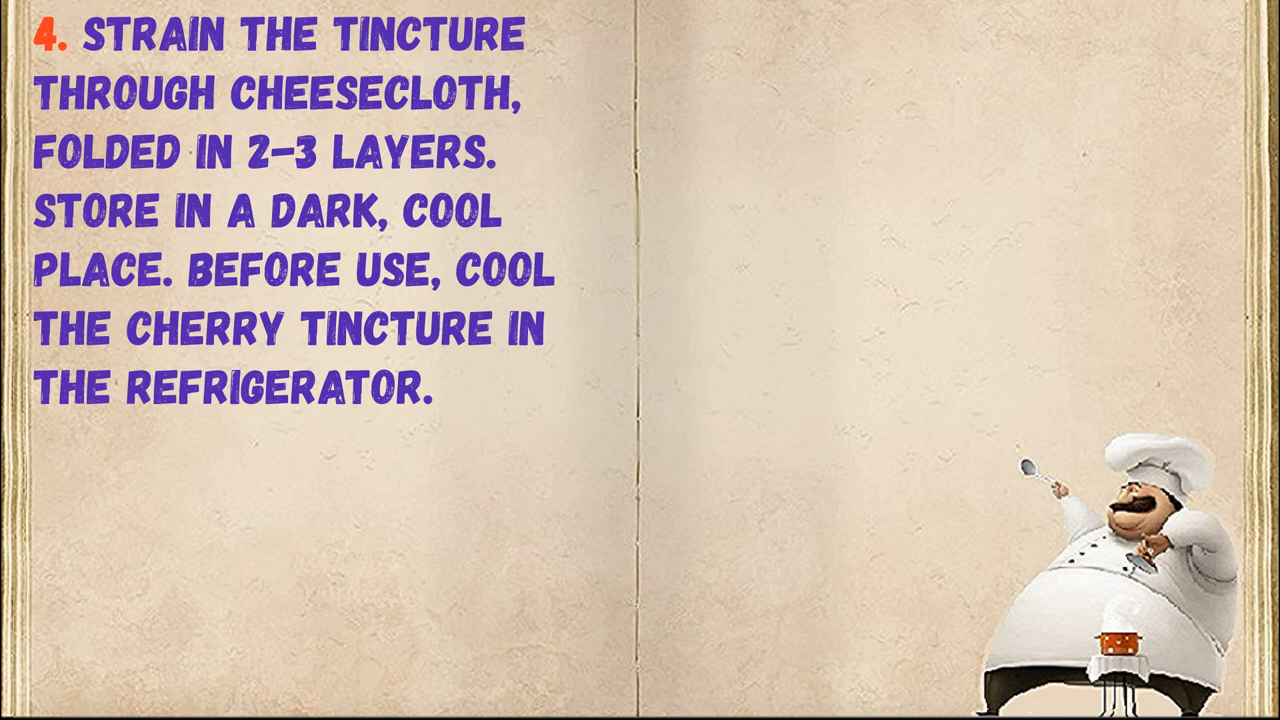 4. STRAIN THE TINCTURE
THROUGH CHEESECLOTH,
FOLDED IN 2-3 LAYERS.
STORE IN A DARK, COOL
PLACE. BEFORE USE, COOL
THE CHERRY TINCTURE IN
THE REFRIGERATOR.